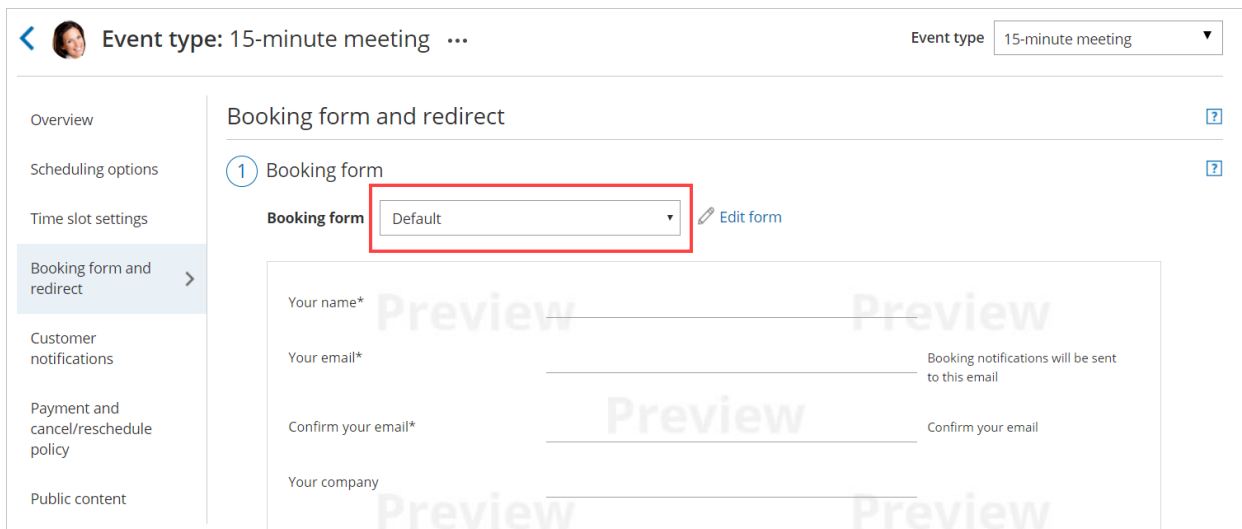 Event type: 15-minute meeting ...
Event type 15-minute meeting
Overview
Scheduling options
Time slot settings
Booking form and
redirect
Customer
notifications
Payment and
cancel/reschedule
policy
Public content
Booking form and redirect ?
1 Booking form ?
Booking form Default Edit form
Your name*
Preview Preview
Your email*
Booking notifications will be sent
to this email
Preview
Confirm your email* Confirm your email
Your company
Preview Preview